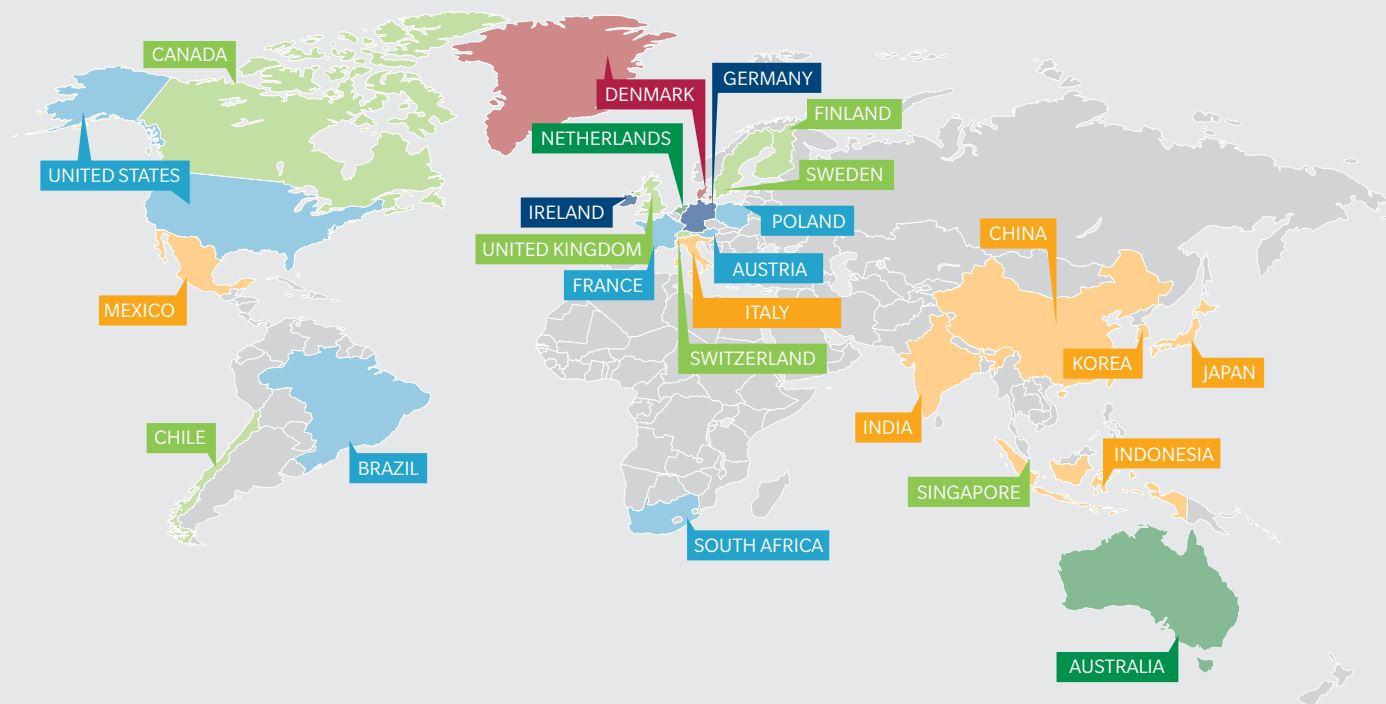 CANADA
GERMANY
DENMARK
FINLAND
NETHERLANDS
UNITED STATES
SWEDEN
IRELAND
POLAND
CHINA
UNITED KINGDOM
AUSTRIA
FRANCE
MEXICO
ITALY
SWITZERLAND
KOREA
JAPAN
INDIA
CHILE
BRAZIL
INDONESIA
SINGAPORE
SOUTH AFRICA
AUSTRALIA